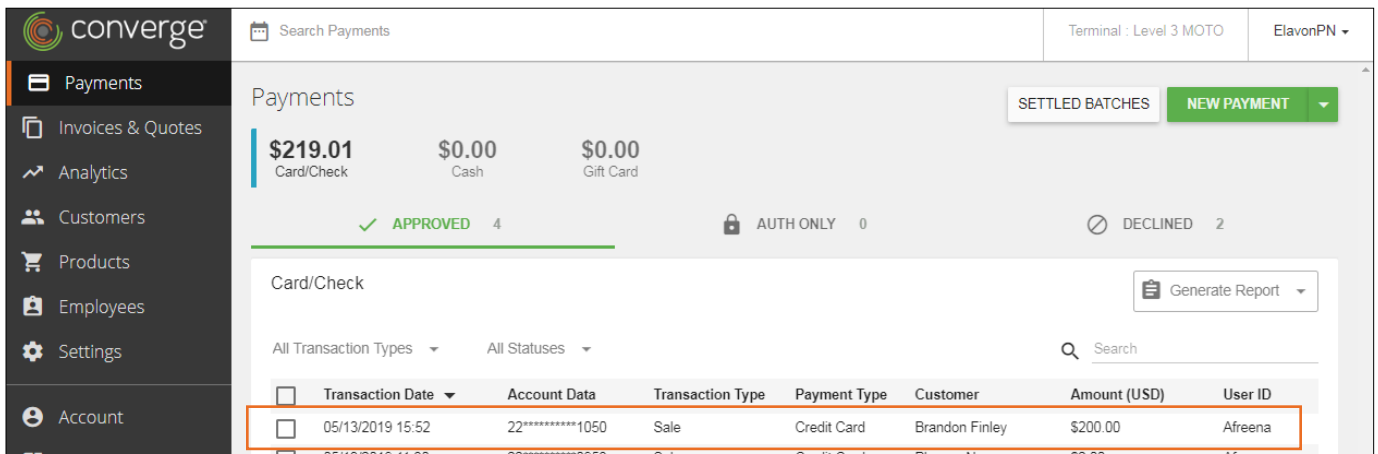 converge
Search Payments
Terminal : Level 3 MOTO
ElavonPN
Payments
Invoices & Quotes
Analytics
Customers
Products
Employees
Settings
Account
Payments
SETTLED BATCHES
NEW PAYMENT
$219.01 $0.00 $0.00
Card/Check Cash Gift Card
APPROVED 4 AUTH ONLY 0 DECLINED 2
Card/Check
Generate Report
All Transaction Types All Statuses Search
Transaction Date Account Data Transaction Type Payment Type Customer Amount (USD) User ID
05/13/2019 15:52 22**********1050 Sale Credit Card Brandon Finley $200.00 Afreena